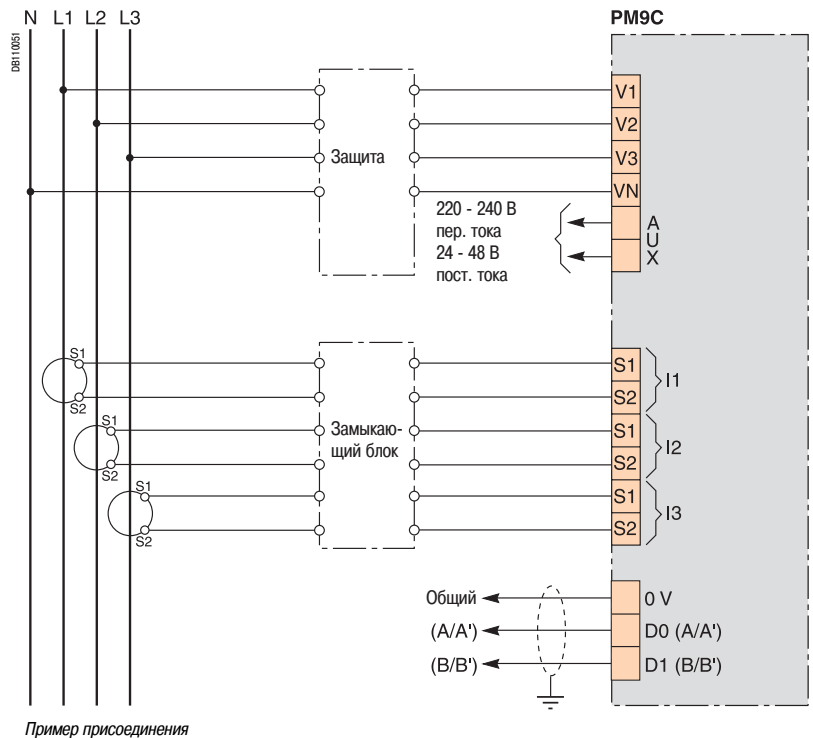 N L1 L2 L3
PM9C
DB110051
V1
V2
Защита
V3
VN
220 - 240 В
пер. тока
24 - 48 В
пост. тока
A
U
X
S1
S2
S1
S2
I1
S1
S2
Замыкаю-
щий блок
S1
S2
I2
S1
S2
S1
S2
I3
Общий
0 V
(A/A')
D0 (A/A')
(B/B')
D1 (B/B')
Пример присоединения